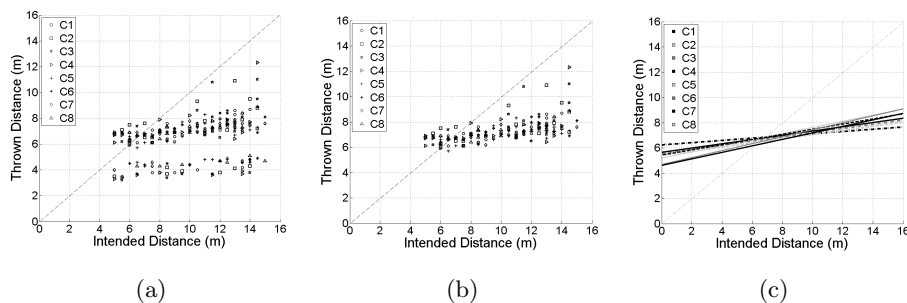 16
14
12
10
8
6
4
2
0
Thrown Distance (m)
C1
C2
C3
C4
C5
C6
C7
C8
0 2 4 6 8 10 12 14 16
Intended Distance (m)
(a)
16
14
12
10
8
6
4
2
0
Thrown Distance (m)
C1
C2
C3
C4
C5
C6
C7
C8
0 2 4 6 8 10 12 14 16
Intended Distance (m)
(b)
16
14
12
10
8
6
4
2
0
Thrown Distance (m)
C1
C2
C3
C4
C5
C6
C7
C8
0 2 4 6 8 10 12 14 16
Intended Distance (m)
(c)